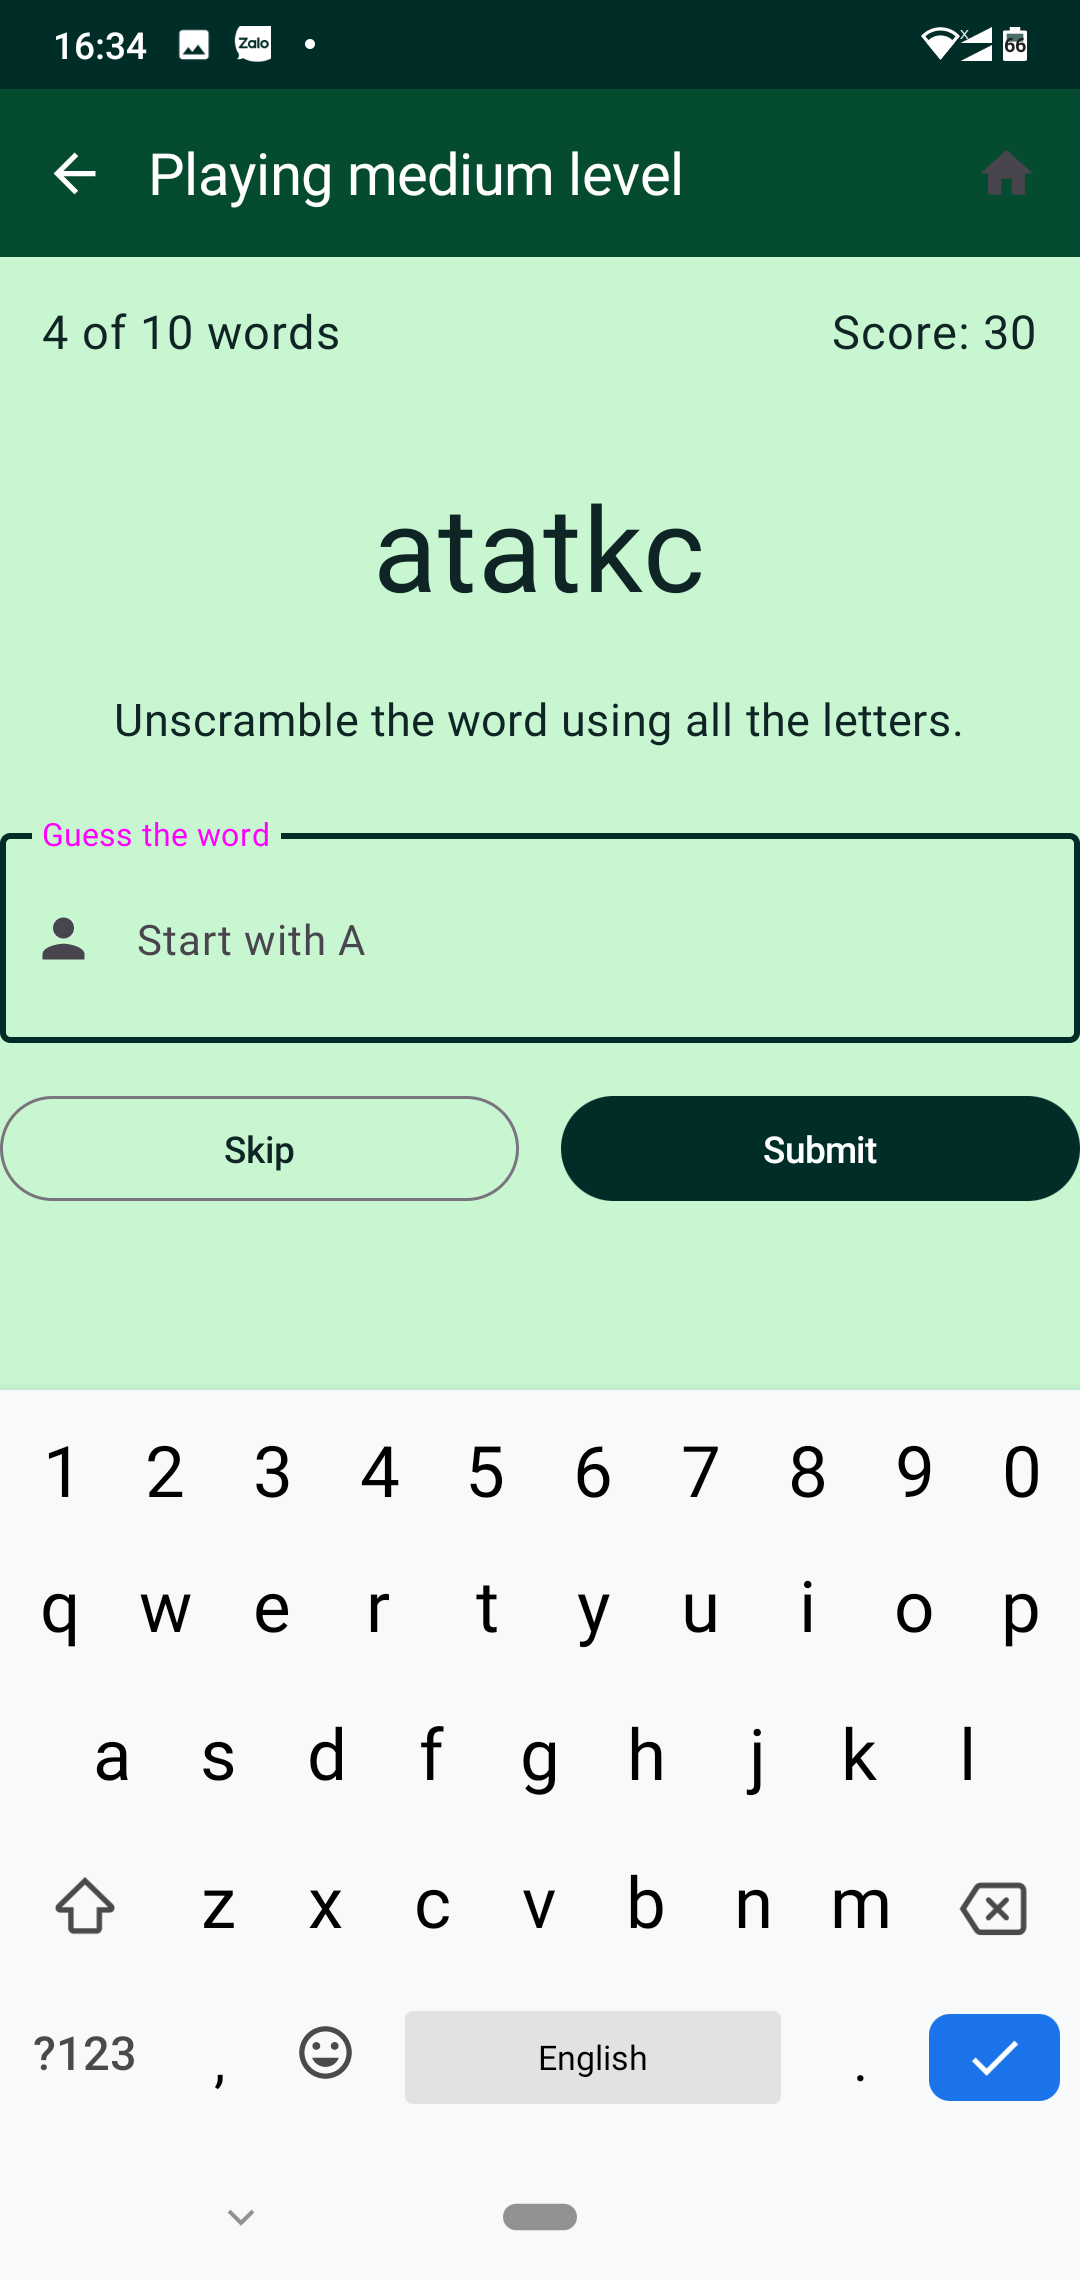 16:34 Zalo 66
Playing medium level
4 of 10 words Score: 30
atatkc
Unscramble the word using all the letters.
Guess the word
Start with A
Skip Submit
1 2 3 4 5 6 7 8 9 0
q w e r t y u i o p
a s d f g h j k l
z x c v b n m
?123 , English .